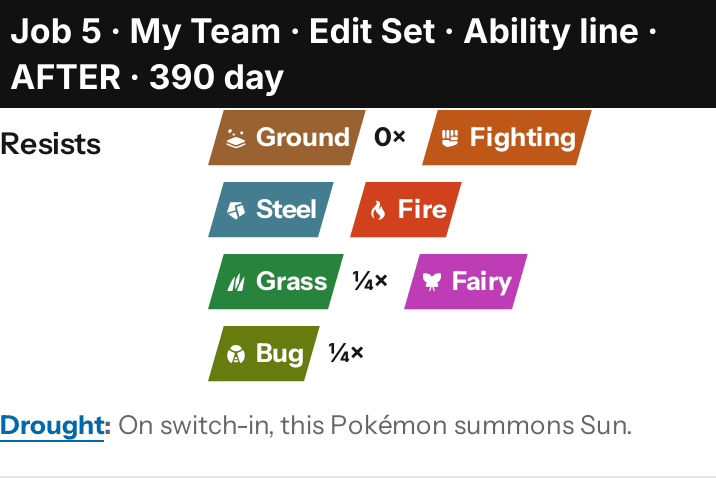 Job 5 · My Team · Edit Set · Ability line ·
AFTER · 390 day
Resists
Ground 0× Fighting
Steel Fire
Grass ¼× Fairy
Bug ¼×
Drought: On switch-in, this Pokémon summons Sun.